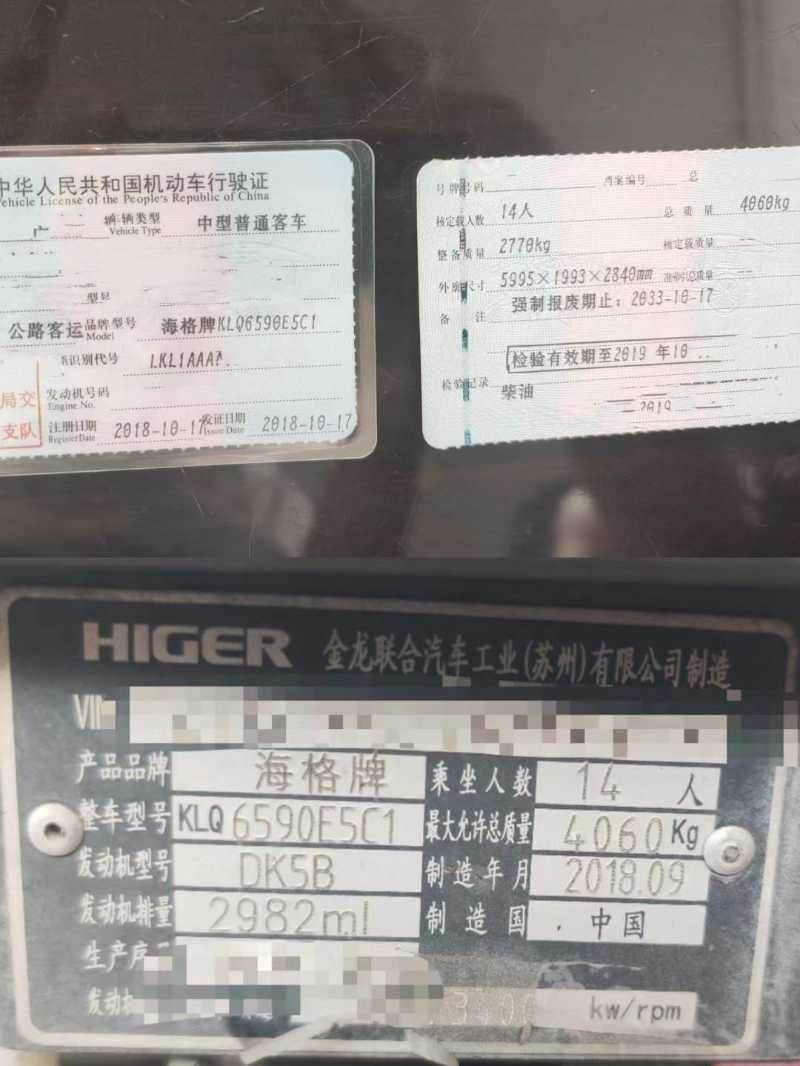 中华人民共和国机动车行驶证
Vehicle License of the People's Republic of China
车辆类型 中型普通客车
Vehicle Type
公路客运 品牌型号 海格牌KLQ6590E5C1
Model
识别代号 LKL1AAA
局交 发动机号码
Engine No.
支队 注册日期 2018-10-17 发证日期 2018-10-17
Register Date Issue Date
号牌号码 档案编号
核定载人数 14人 总质量 4060kg
整备质量 2770kg 核定载质量
外廓尺寸 5995×1993×2840mm 准牵引总质量
备注 强制报废期止:2033-10-17
检验有效期至2019年10
检验记录 柴油
2019
HIGER 金龙联合汽车工业(苏州)有限公司制造
产品品牌 海格牌 乘坐人数 14 人
整车型号 KLQ6590E5C1 最大允许总质量 4060Kg
发动机型号 DK5B 制造年月 2018.09
发动机排量 2982ml 制造国 中国
生产序
发动机 kw/rpm